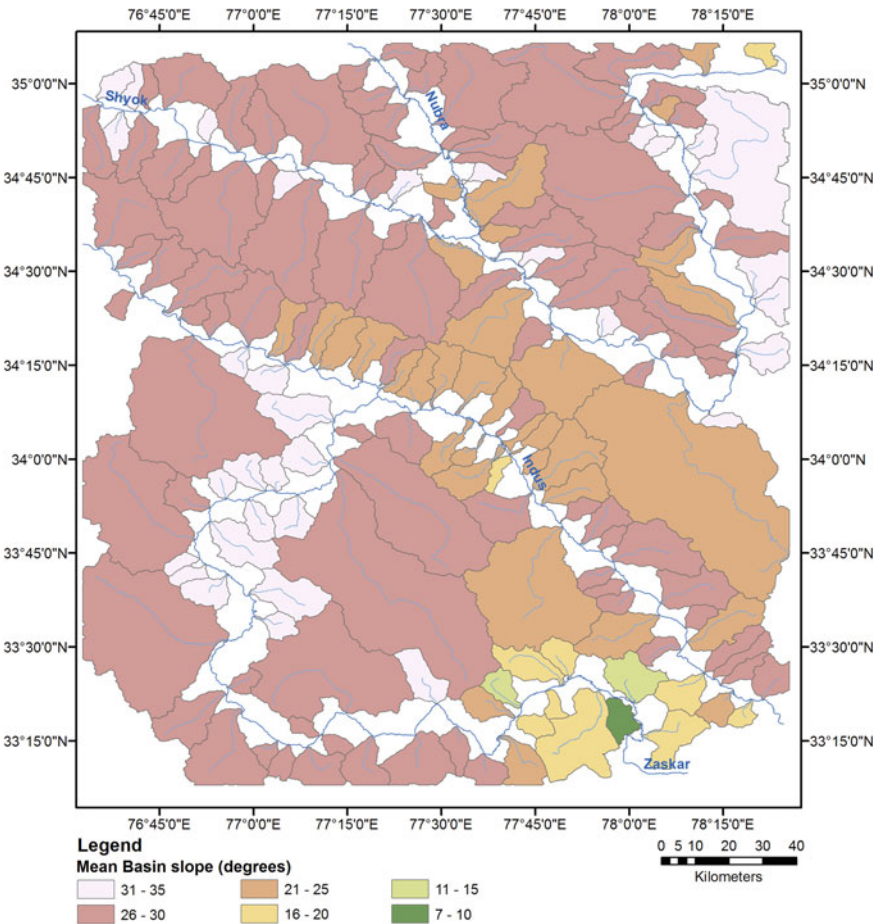 76°45'0"E 77°0'0"E 77°15'0"E 77°30'0"E 77°45'0"E 78°0'0"E 78°15'0"E
35°0'0"N 35°0'0"N
Shyok
Nubra
34°45'0"N 34°45'0"N
34°30'0"N 34°30'0"N
34°15'0"N 34°15'0"N
34°0'0"N 34°0'0"N
Indus
33°45'0"N 33°45'0"N
33°30'0"N 33°30'0"N
33°15'0"N 33°15'0"N
Zaskar
76°45'0"E 77°0'0"E 77°15'0"E 77°30'0"E 77°45'0"E 78°0'0"E 78°15'0"E
Legend
Mean Basin slope (degrees)
31 - 35 21 - 25 11 - 15
26 - 30 16 - 20 7 - 10
0 5 10 20 30 40
Kilometers